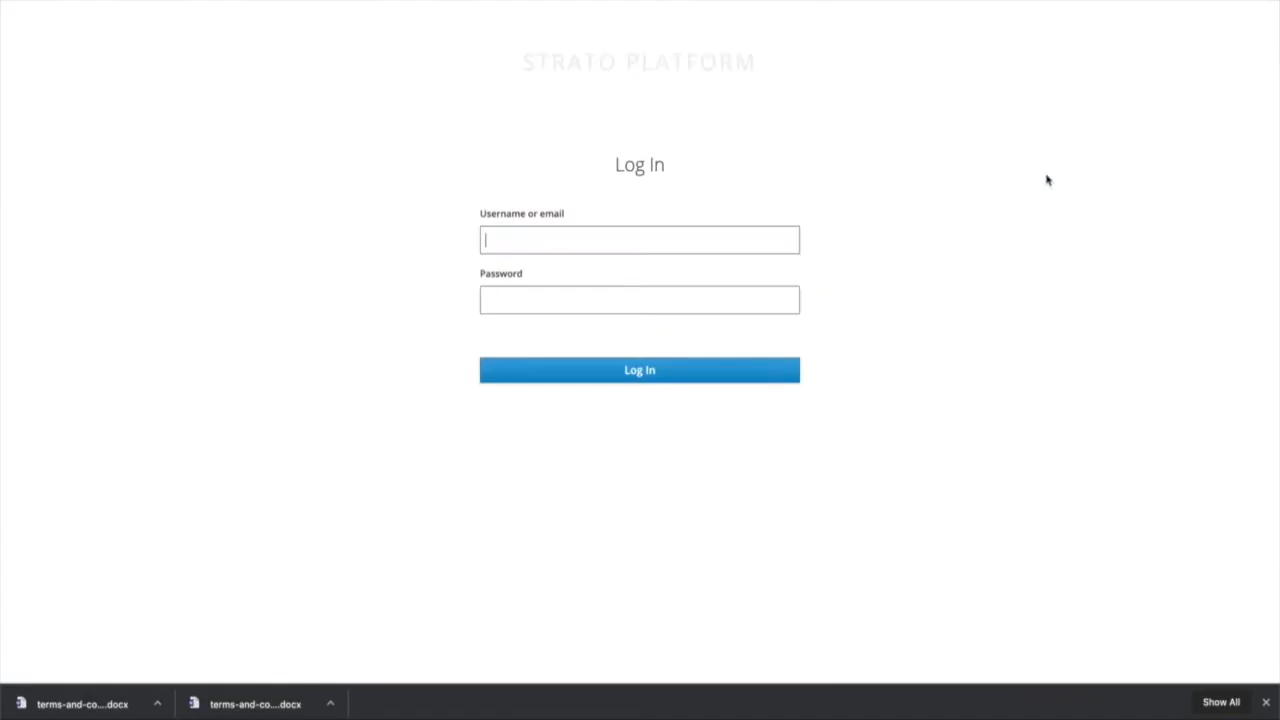 STRATO PLATFORM
Log In
Username or email
Password
Log In
terms-and-co....docx
terms-and-co....docx
Show All